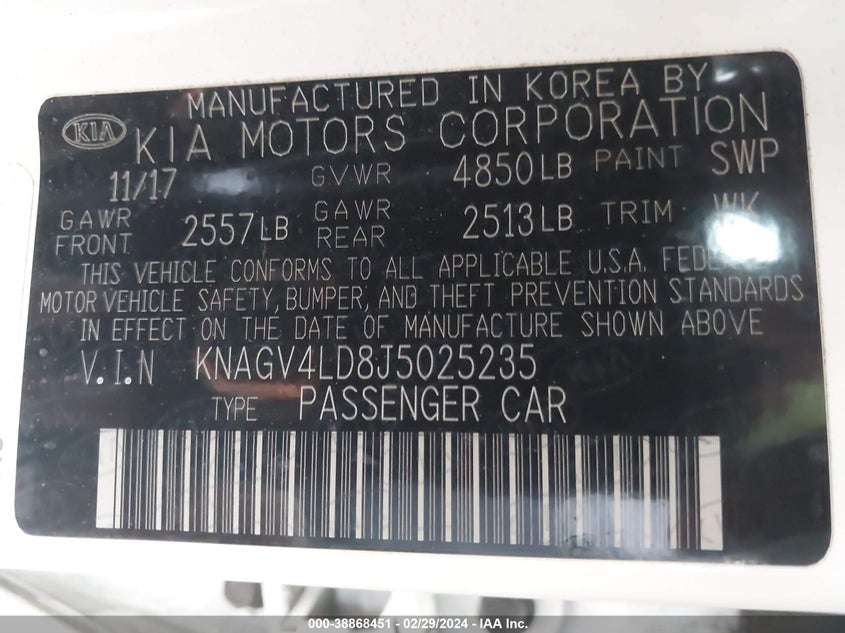 MANUFACTURED IN KOREA BY
KIA KIA MOTORS CORPORATION
11/17 GVWR 4850LB PAINT SWP
GAWR FRONT 2557LB GAWR REAR 2513LB TRIM WK
THIS VEHICLE CONFORMS TO ALL APPLICABLE U.S.A. 
MOTOR VEHICLE SAFETY, BUMPER, AND THEFT PREVENTION STANDARDS
IN EFFECT ON THE DATE OF MANUFACTURE SHOWN ABOVE
V.I.N KNAGV4LD8J5025235
TYPE PASSENGER CAR
000-38868451 - 02/29/2024 - IAA Inc.